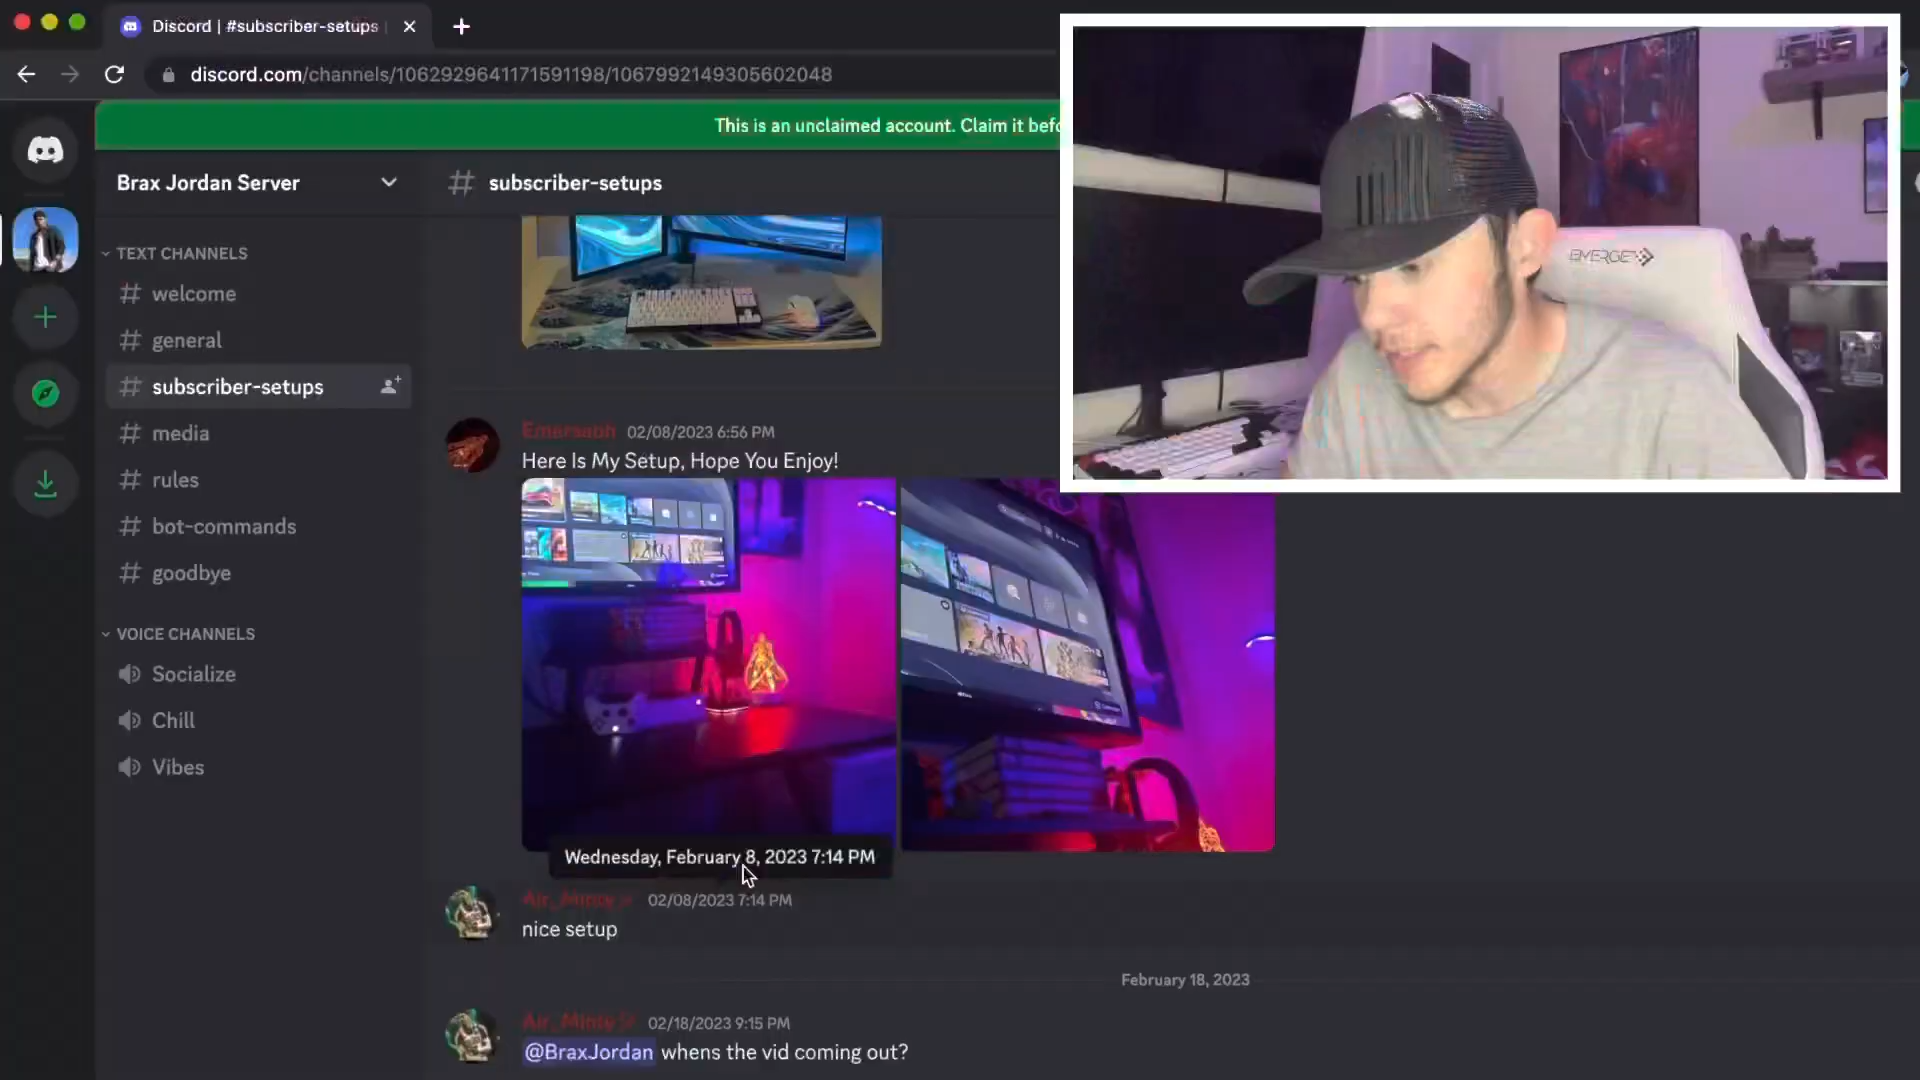 Discord | #subscriber-setups
discord.com/channels/1062929641171591198/1067992149305602048
This is an unclaimed account. Claim it befo
Brax Jordan Server
# subscriber-setups
TEXT CHANNELS
# welcome
# general
# subscriber-setups
# media
# rules
# bot-commands
# goodbye
VOICE CHANNELS
Socialize
Chill
Vibes
EMERGE
Emersabh 02/08/2023 6:56 PM
Here Is My Setup, Hope You Enjoy!
Wednesday, February 8, 2023 7:14 PM
02/08/2023 7:14 PM
nice setup
February 18, 2023
02/18/2023 9:15 PM
@BraxJordan whens the vid coming out?